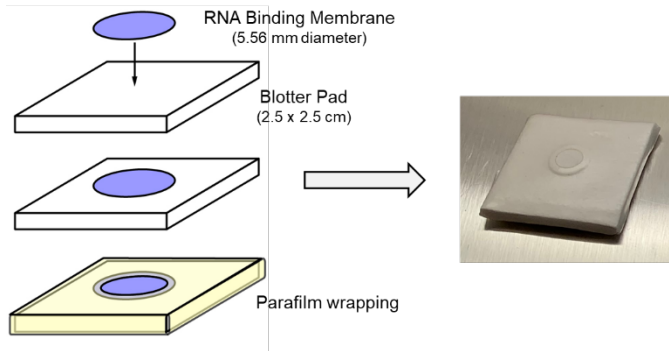 RNA Binding Membrane
(5.56 mm diameter)
Blotter Pad
(2.5 x 2.5 cm)
Parafilm wrapping